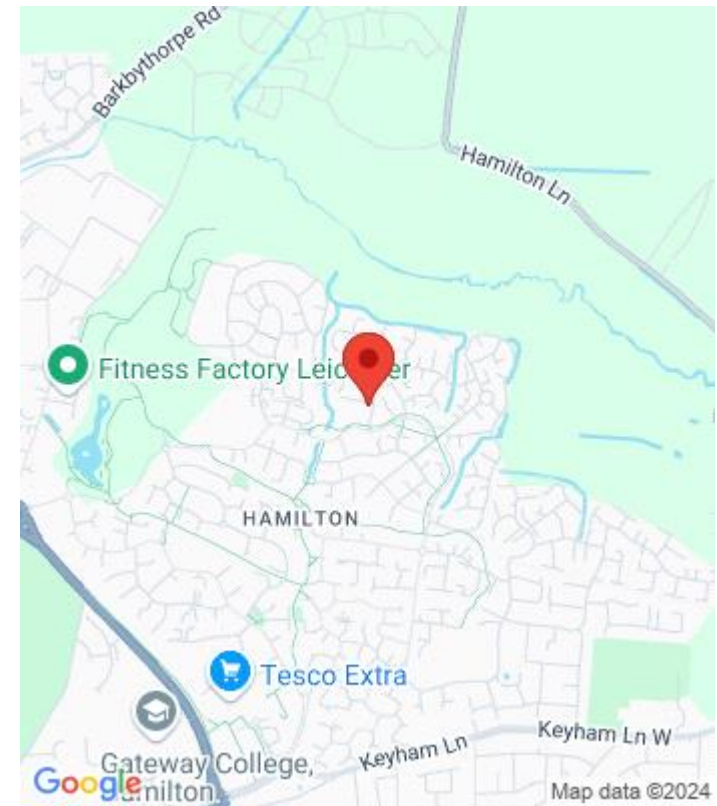 Barkbythorpe Rd
Hamilton Ln
Fitness Factory Leicester
HAMILTON
Tesco Extra
Keyham Ln W
Keyham Ln
Gateway College,
Hamilton
Google
Map data ©2024